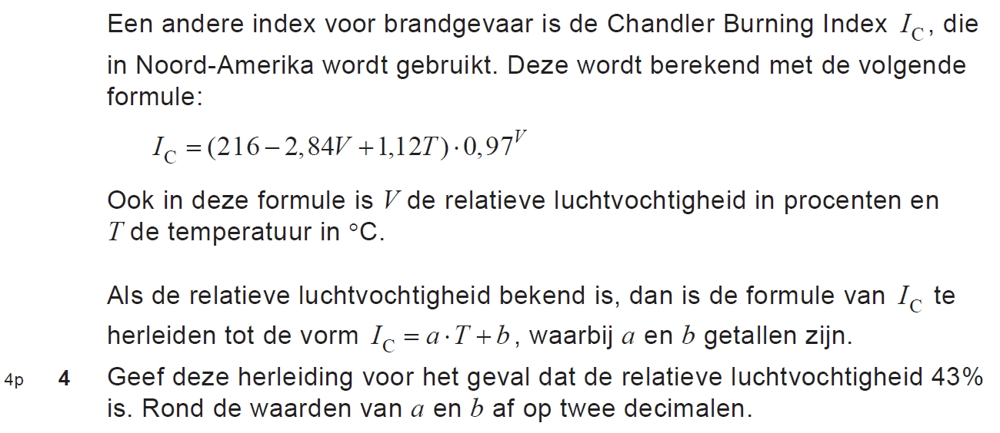 Een andere index voor brandgevaar is de Chandler Burning Index I_C, die
in Noord-Amerika wordt gebruikt. Deze wordt berekend met de volgende
formule:
I_C = (216 − 2,84V + 1,12T) · 0,97^V
Ook in deze formule is V de relatieve luchtvochtigheid in procenten en
T de temperatuur in °C.
Als de relatieve luchtvochtigheid bekend is, dan is de formule van I_C te
herleiden tot de vorm I_C = a · T + b, waarbij a en b getallen zijn.
4p 4 Geef deze herleiding voor het geval dat de relatieve luchtvochtigheid 43%
is. Rond de waarden van a en b af op twee decimalen.